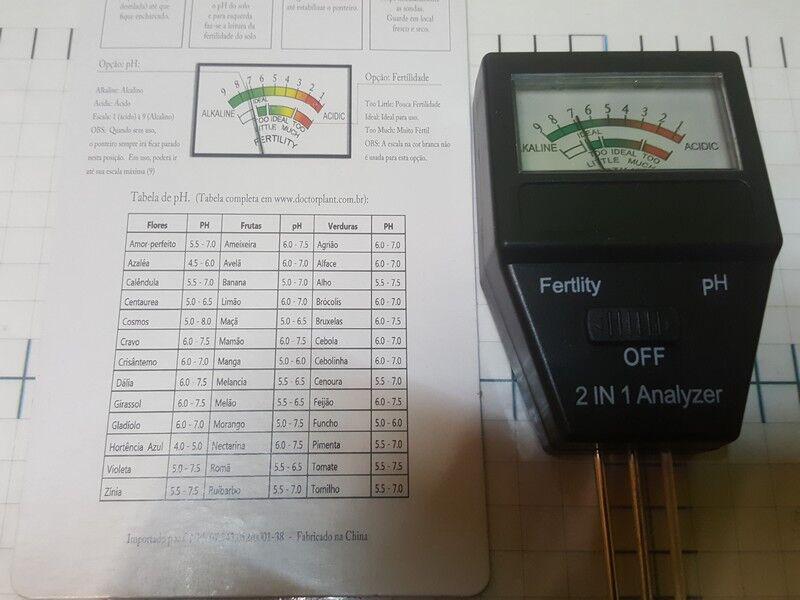 desnlada) até que
fique encharcado.
o pH do solo
e para esquerda
faz-se a leitura da
fertilidade do solo
até estabilizar o ponteiro.
as sondas.
Guarde em local
fresco e seco.
Opção: pH:
Alkaline: Alcalino
Acidic: Ácido
Escala: 1 (ácido) à 9 (Alcalino)
OBS: Quando sem uso,
o ponteiro sempre irá ficar parado
nesta posição. Em uso, poderá ir
até sua escala máxima (9)
9 8 7 6 5 4 3 2 1
IDEAL
ALKALINE
ACIDIC
TOO IDEAL TOO
LITTLE MUCH
FERTILITY
Opção: Fertilidade
Too Little: Pouca Fertilidade
Ideal: Ideal para uso.
Too Much: Muito Fértil
OBS: A escala na cor branca não
é usada para esta opção.
Tabela de pH. (Tabela completa em www.doctorplant.com.br):
Flores PH Frutas pH Verduras PH
Amor-perfeito 5.5 - 7.0 Ameixeira 6.0 - 7.5 Agrião 6.0 - 7.0
Azaléa 4.5 - 6.0 Avelã 6.0 - 7.0 Alface 6.0 - 7.0
Calêndula 5.5 - 7.0 Banana 5.0 - 7.0 Alho 5.5 - 7.5
Centaurea 5.0 - 6.5 Limão 6.0 - 7.0 Brócolis 6.0 - 7.0
Cosmos 5.0 - 8.0 Maçã 5.0 - 6.5 Bruxelas 6.0 - 7.5
Cravo 6.0 - 7.5 Mamão 6.0 - 7.5 Cebola 6.0 - 7.0
Crisântemo 6.0 - 7.0 Manga 5.0 - 6.0 Cebolinha 6.0 - 7.0
Dália 6.0 - 7.5 Melancia 5.5 - 6.5 Cenoura 5.5 - 7.0
Girassol 6.0 - 7.5 Melão 5.5 - 6.5 Feijão 6.0 - 7.5
Gladíolo 6.0 - 7.0 Morango 5.0 - 7.5 Funcho 5.0 - 6.0
Hortência Azul 4.0 - 5.0 Nectarina 6.0 - 7.5 Pimenta 5.5 - 7.0
Violeta 5.0 - 7.5 Romã 5.5 - 6.5 Tomate 5.5 - 7.5
Zínia 5.5 - 7.5 Ruibarbo 5.5 - 7.0 Tomilho 5.5 - 7.0
Importado - Fabricado na China
9 8 7 6 5 4 3 2 1
IDEAL
KALINE
ACIDIC
TOO IDEAL TOO
LITTLE MUCH
Fertlity
pH
OFF
2 IN 1 Analyzer